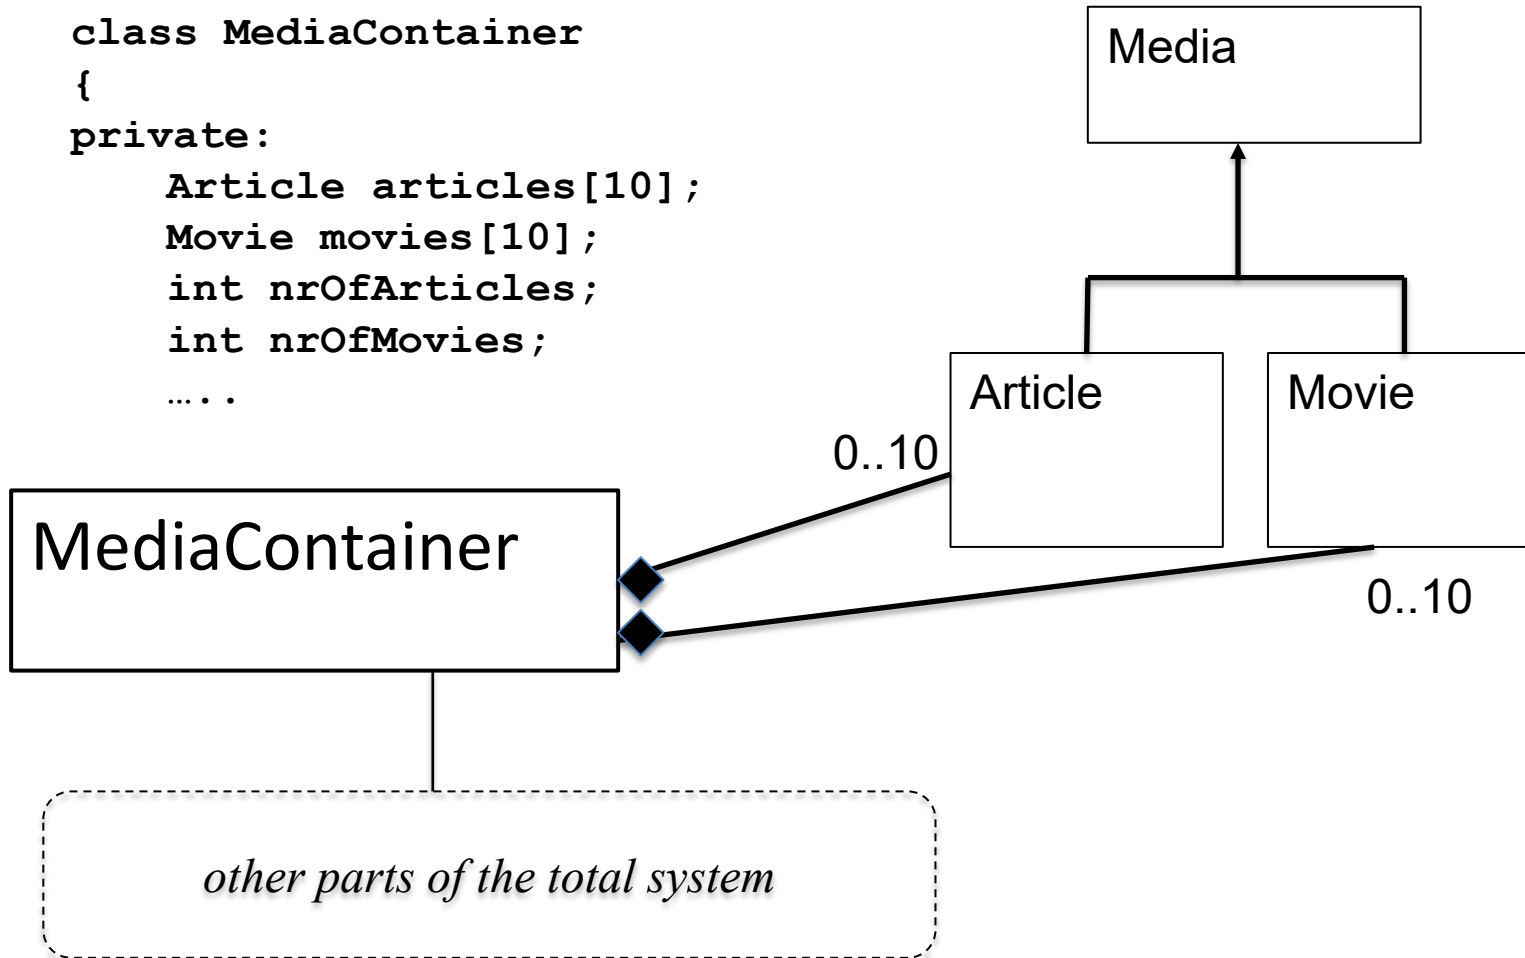 class MediaContainer
{
private:
Article articles[10];
Movie movies[10];
int nrOfArticles;
int nrOfMovies;
…..
Media
Article
Movie
0..10
MediaContainer
0..10
other parts of the total system